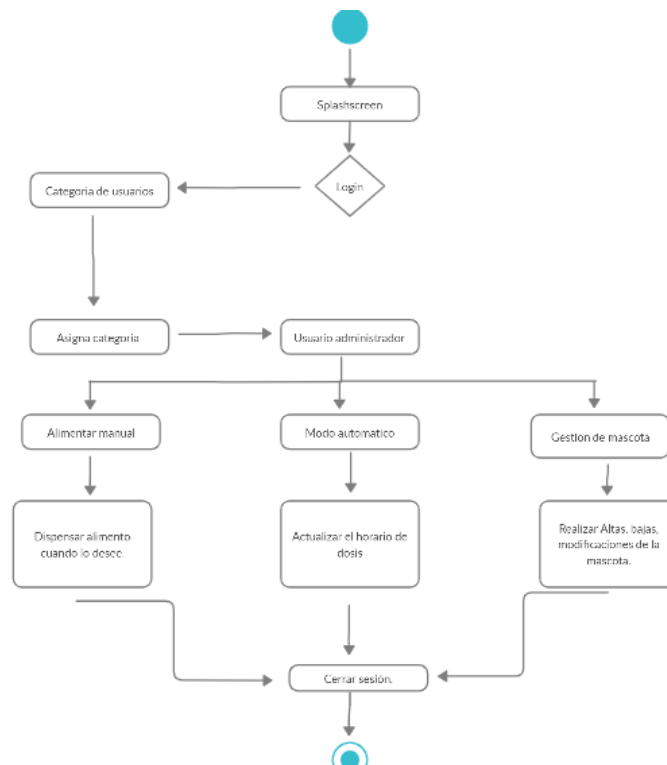 Splashscreen
Login
Categoria de usuarios
Asigna categoria
Usuario administrador
Alimentar manual
Modo automatico
Gestion de mascota
Dispensar alimento
cuando lo desee.
Actualizar el horario de
dosis
Realizar Altas, bajas,
modificaciones de la
mascota.
Cerrar sesión.